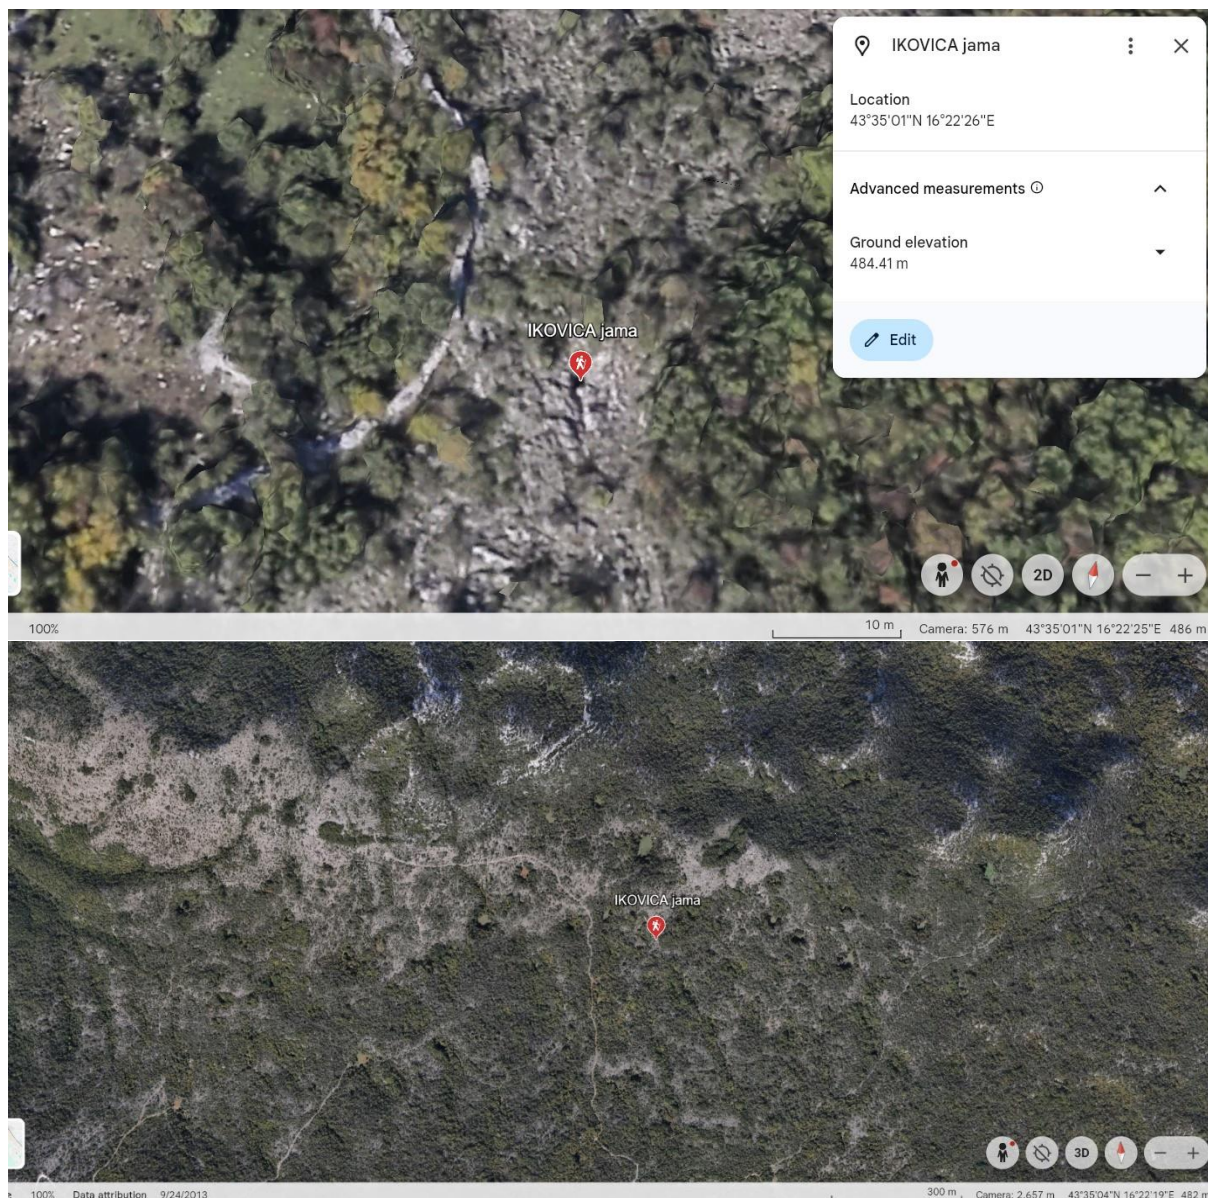 IKOVICA jama
Location
43°35'01"N 16°22'26"E
Advanced measurements
Ground elevation
484.41 m
Edit
IKOVICA jama
2D
10 m
100%
Camera: 576 m
43°35'01"N 16°22'25"E
486 m
IKOVICA jama
3D
300 m
100%
Data attribution
9/24/2013
Camera: 2,657 m
43°35'04"N 16°22'19"E
482 m